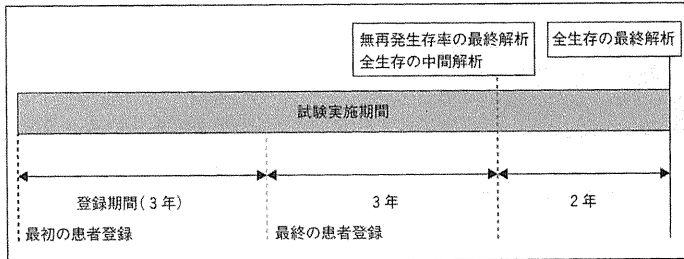 無再発生存率の最終解析
全生存の中間解析
全生存の最終解析
試験実施期間
登録期間(3年)
3年
2年
最初の患者登録
最終の患者登録